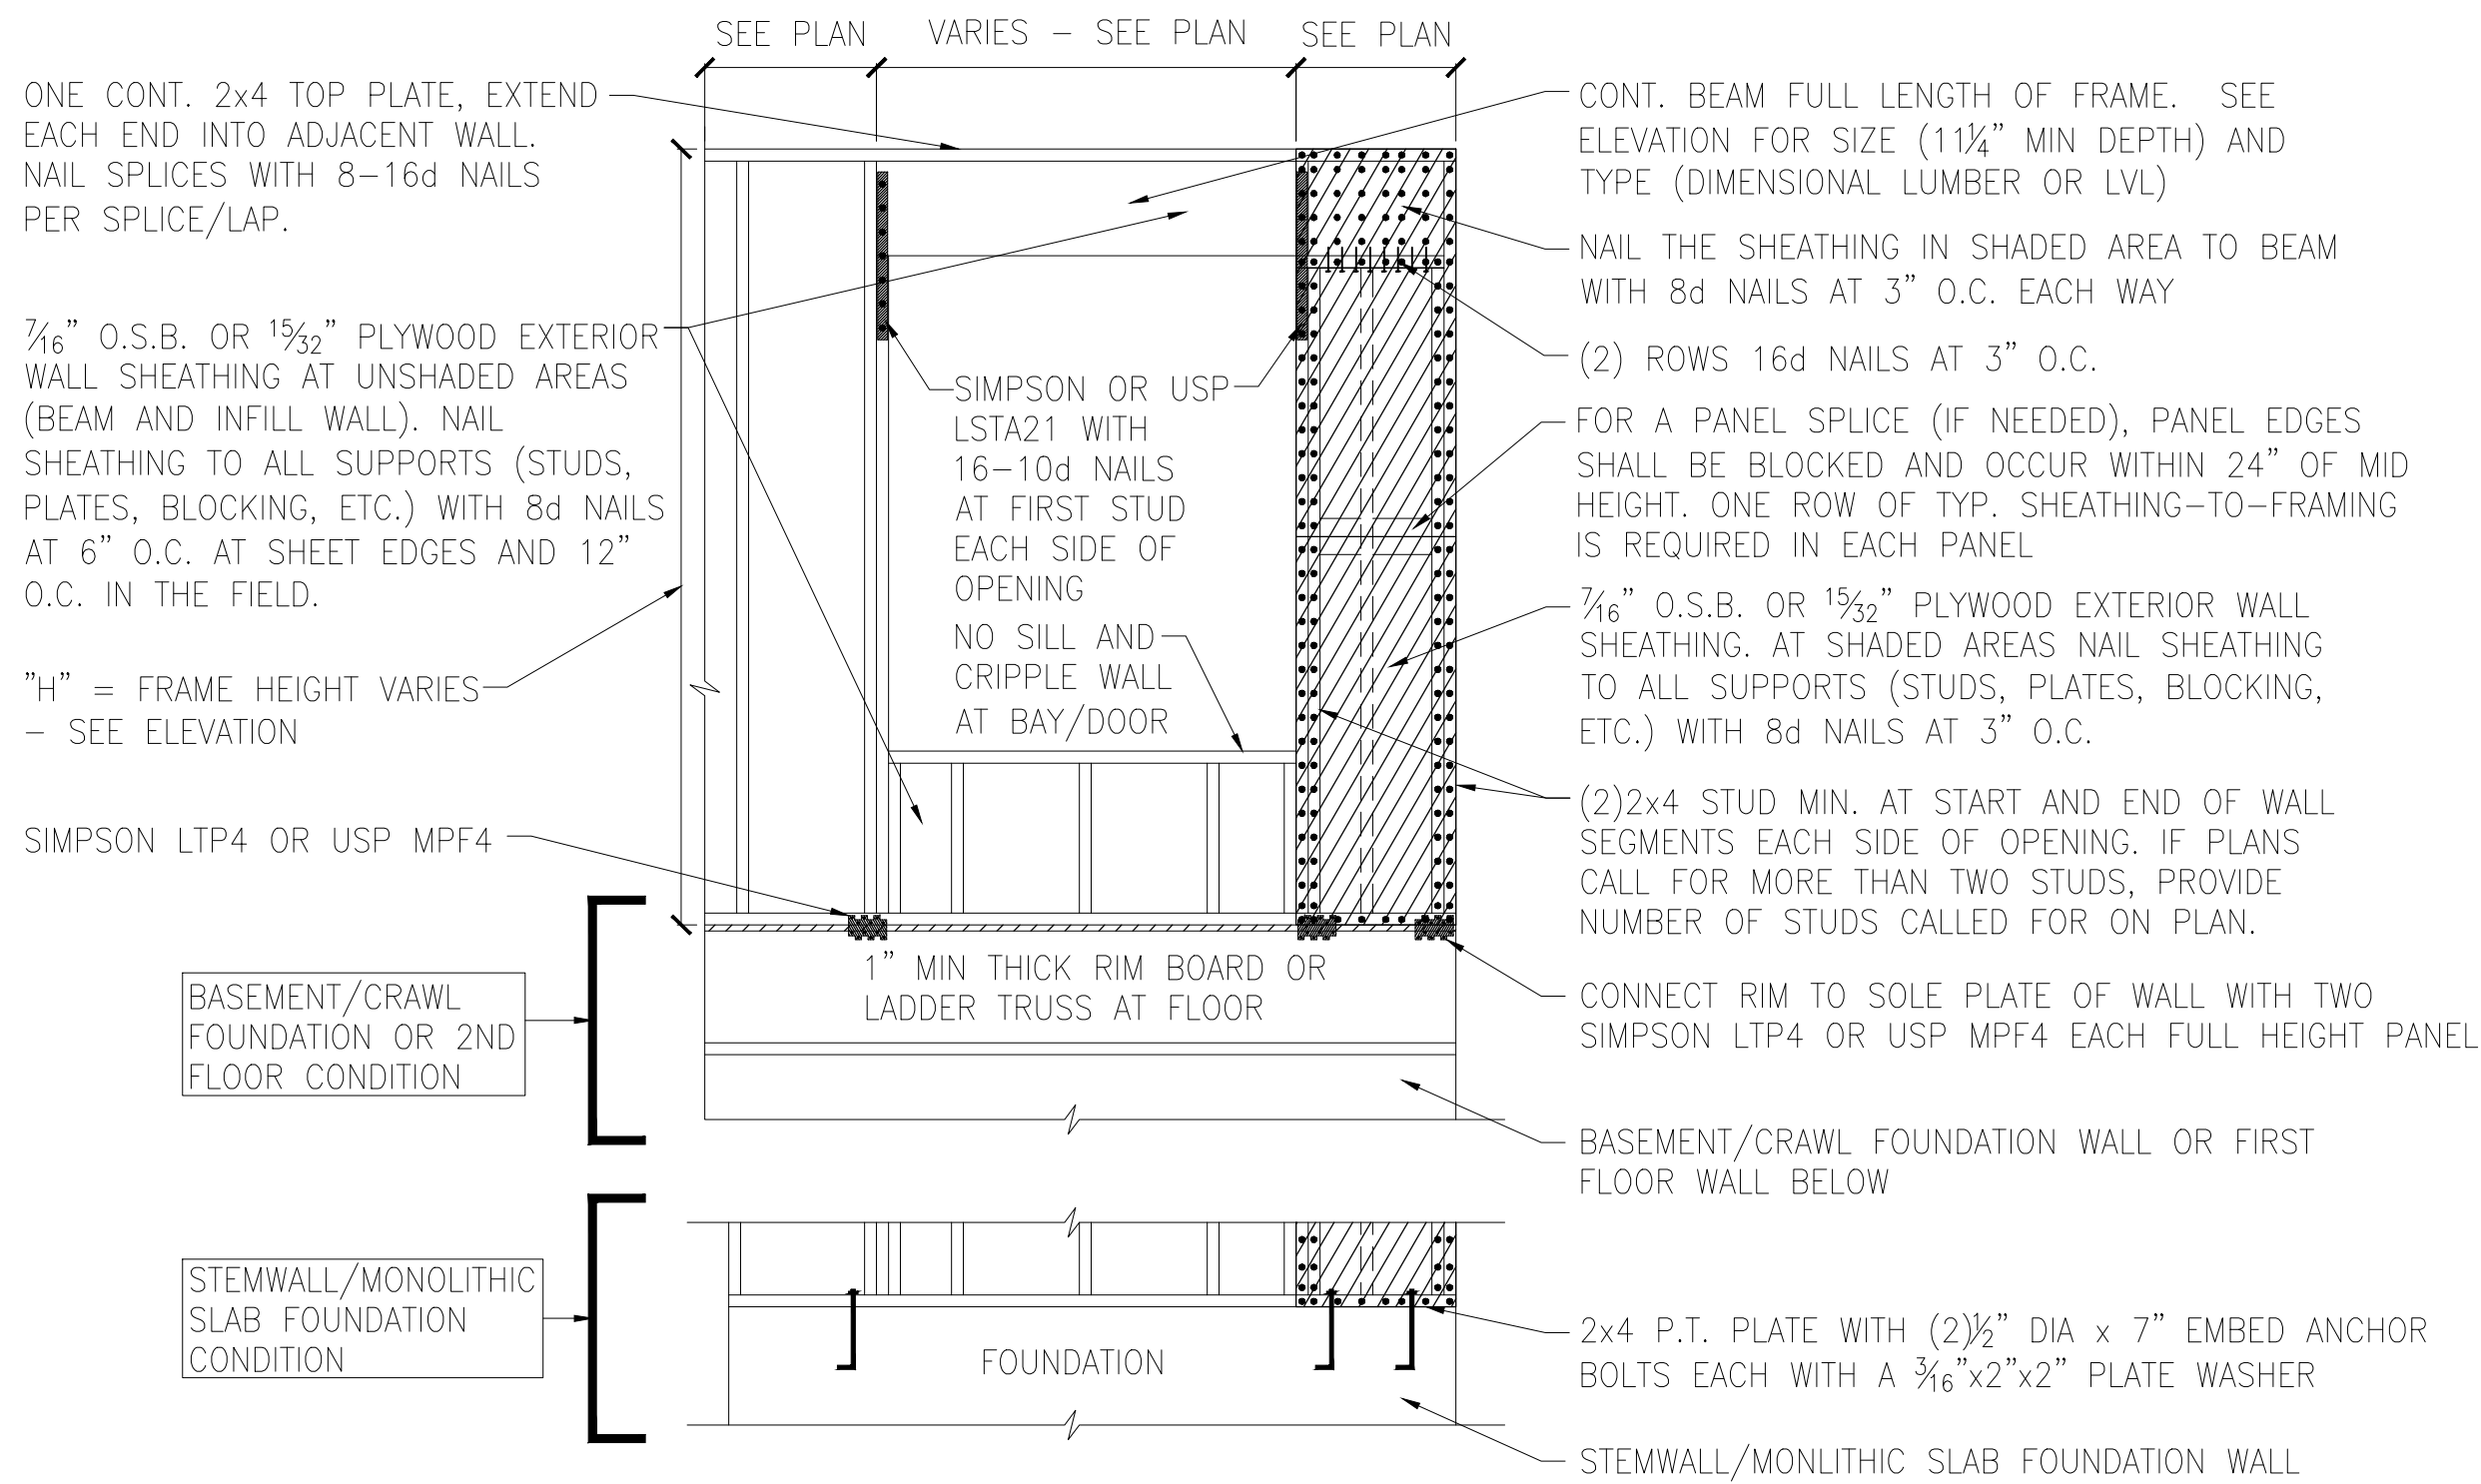 SEE PLAN
VARIES – SEE PLAN
SEE PLAN
ONE CONT. 2x4 TOP PLATE, EXTEND
EACH END INTO ADJACENT WALL.
NAIL SPLICES WITH 8–16d NAILS
PER SPLICE/LAP.
7/16" O.S.B. OR 15/32" PLYWOOD EXTERIOR
WALL SHEATHING AT UNSHADED AREAS
(BEAM AND INFILL WALL). NAIL
SHEATHING TO ALL SUPPORTS (STUDS,
PLATES, BLOCKING, ETC.) WITH 8d NAILS
AT 6" O.C. AT SHEET EDGES AND 12"
O.C. IN THE FIELD.
"H" = FRAME HEIGHT VARIES
– SEE ELEVATION
SIMPSON LTP4 OR USP MPF4
BASEMENT/CRAWL
FOUNDATION OR 2ND
FLOOR CONDITION
STEMWALL/MONOLITHIC
SLAB FOUNDATION
CONDITION
SIMPSON OR USP
LSTA21 WITH
16–10d NAILS
AT FIRST STUD
EACH SIDE OF
OPENING
NO SILL AND
CRIPPLE WALL
AT BAY/DOOR
1" MIN THICK RIM BOARD OR
LADDER TRUSS AT FLOOR
FOUNDATION
CONT. BEAM FULL LENGTH OF FRAME. SEE
ELEVATION FOR SIZE (11¼" MIN DEPTH) AND
TYPE (DIMENSIONAL LUMBER OR LVL)
NAIL THE SHEATHING IN SHADED AREA TO BEAM
WITH 8d NAILS AT 3" O.C. EACH WAY
(2) ROWS 16d NAILS AT 3" O.C.
FOR A PANEL SPLICE (IF NEEDED), PANEL EDGES
SHALL BE BLOCKED AND OCCUR WITHIN 24" OF MID
HEIGHT. ONE ROW OF TYP. SHEATHING–TO–FRAMING
IS REQUIRED IN EACH PANEL
7/16" O.S.B. OR 15/32" PLYWOOD EXTERIOR WALL
SHEATHING. AT SHADED AREAS NAIL SHEATHING
TO ALL SUPPORTS (STUDS, PLATES, BLOCKING,
ETC.) WITH 8d NAILS AT 3" O.C.
(2)2x4 STUD MIN. AT START AND END OF WALL
SEGMENTS EACH SIDE OF OPENING. IF PLANS
CALL FOR MORE THAN TWO STUDS, PROVIDE
NUMBER OF STUDS CALLED FOR ON PLAN.
CONNECT RIM TO SOLE PLATE OF WALL WITH TWO
SIMPSON LTP4 OR USP MPF4 EACH FULL HEIGHT PANEL
BASEMENT/CRAWL FOUNDATION WALL OR FIRST
FLOOR WALL BELOW
2x4 P.T. PLATE WITH (2)½" DIA x 7" EMBED ANCHOR
BOLTS EACH WITH A 3/16"x2"x2" PLATE WASHER
STEMWALL/MONLITHIC SLAB FOUNDATION WALL